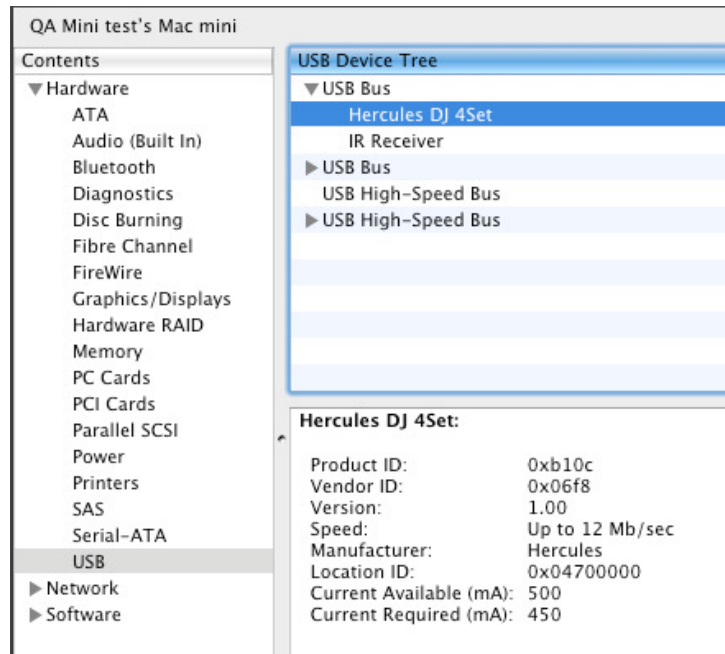 QA Mini test's Mac mini
Contents
Hardware
ATA
Audio (Built In)
Bluetooth
Diagnostics
Disc Burning
Fibre Channel
FireWire
Graphics/Displays
Hardware RAID
Memory
PC Cards
PCI Cards
Parallel SCSI
Power
Printers
SAS
Serial-ATA
USB
Network
Software
USB Device Tree
USB Bus
Hercules DJ 4Set
IR Receiver
USB Bus
USB High-Speed Bus
USB High-Speed Bus
Hercules DJ 4Set:
Product ID: 0xb10c
Vendor ID: 0x06f8
Version: 1.00
Speed: Up to 12 Mb/sec
Manufacturer: Hercules
Location ID: 0x04700000
Current Available (mA): 500
Current Required (mA): 450